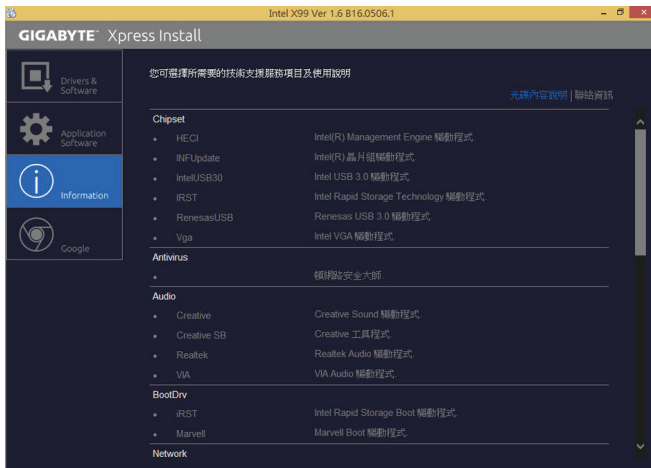 Intel X99 Ver 1.6 B16.0506.1
GIGABYTE™ Xpress Install
Drivers &
Software
Application
Software
Information
Google
您可選擇所需要的技術支援服務項目及使用說明
光碟內容說明 | 聯絡資訊
Chipset
• HECI Intel(R) Management Engine 驅動程式.
• INFUpdate Intel(R) 晶片組驅動程式.
• IntelUSB30 Intel USB 3.0 驅動程式.
• IRST Intel Rapid Storage Technology 驅動程式.
• RenesasUSB Renesas USB 3.0 驅動程式.
• Vga Intel VGA 驅動程式.
Antivirus
• 頓網路安全大師.
Audio
• Creative Creative Sound 驅動程式.
• Creative SB Creative 工具程式.
• Realtek Realtek Audio 驅動程式.
• VIA VIA Audio 驅動程式.
BootDrv
• iRST Intel Rapid Storage Boot 驅動程式.
• Marvell Marvell Boot 驅動程式.
Network